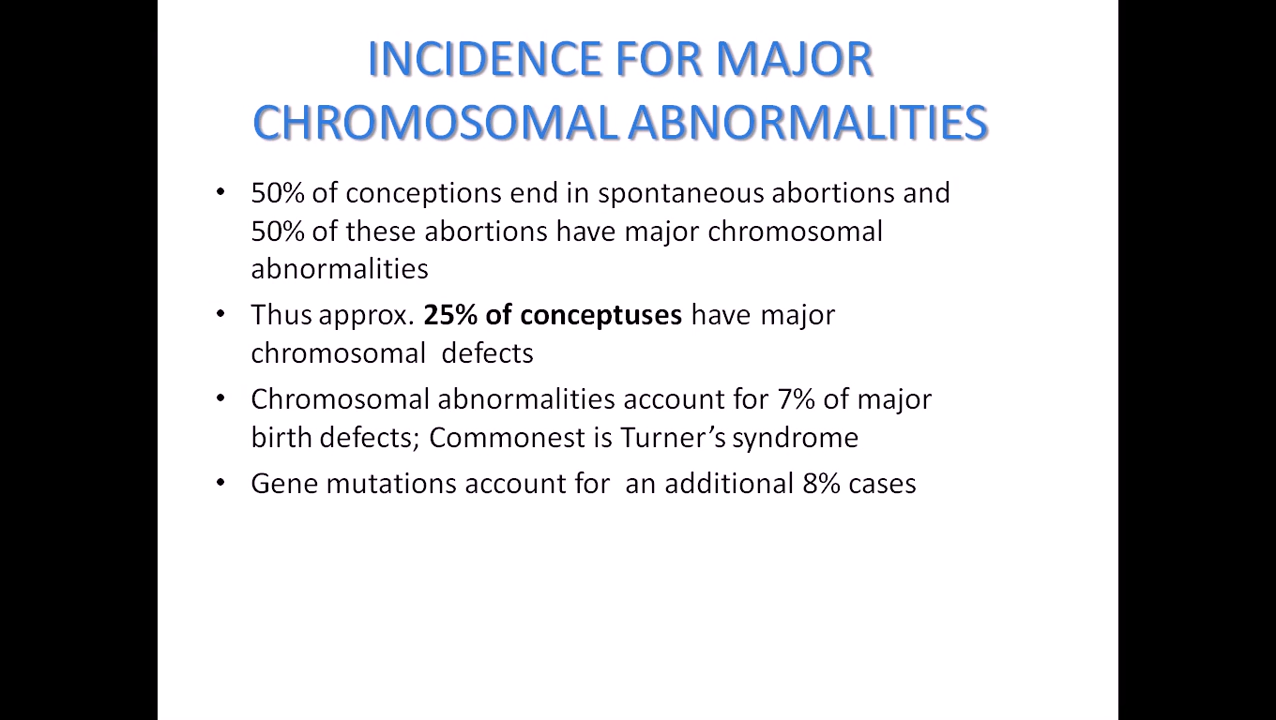 INCIDENCE FOR MAJOR
CHROMOSOMAL ABNORMALITIES
• 50% of conceptions end in spontaneous abortions and
50% of these abortions have major chromosomal
abnormalities
• Thus approx. 25% of conceptuses have major
chromosomal  defects
• Chromosomal abnormalities account for 7% of major
birth defects; Commonest is Turner’s syndrome
• Gene mutations account for  an additional 8% cases